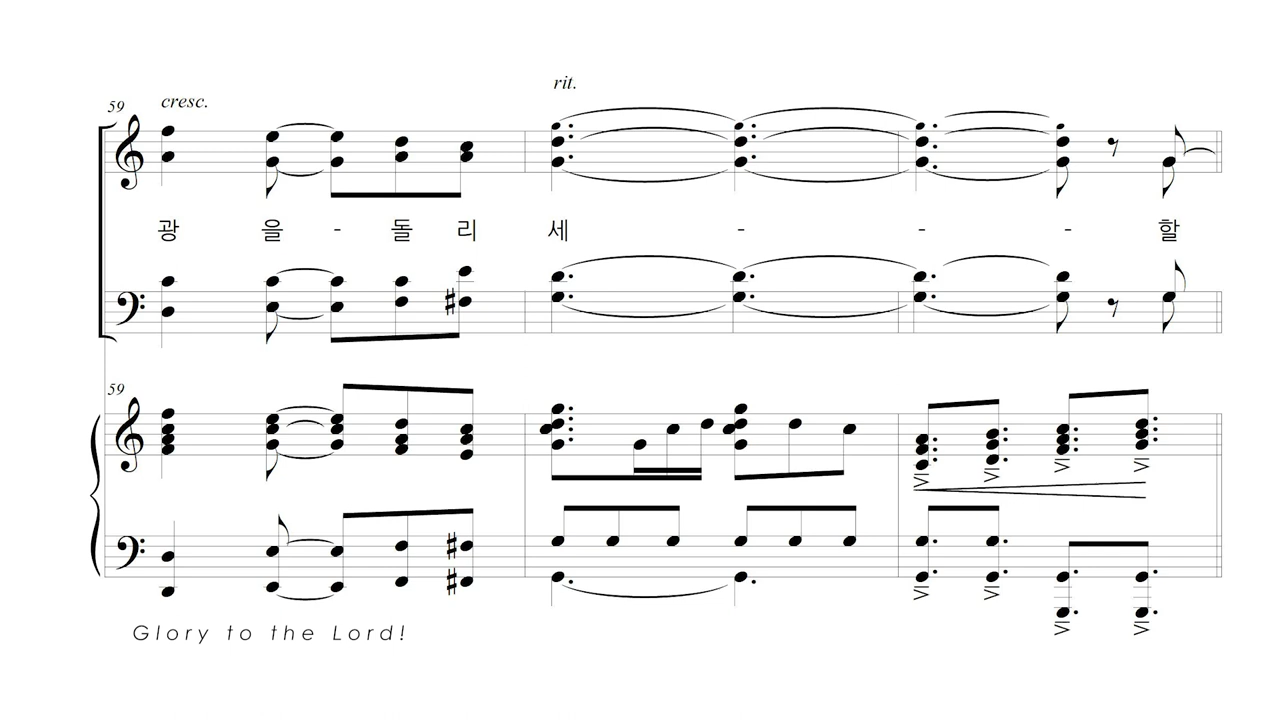 rit.
59 cresc.
광 을 - 돌 리 세 - - - 할
59
Glory to the Lord!